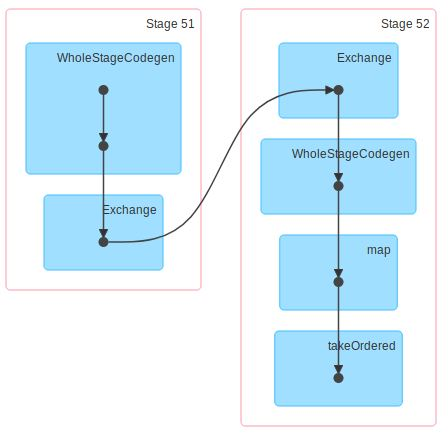 Stage 51
WholeStageCodegen
Exchange
Stage 52
Exchange
WholeStageCodegen
map
takeOrdered